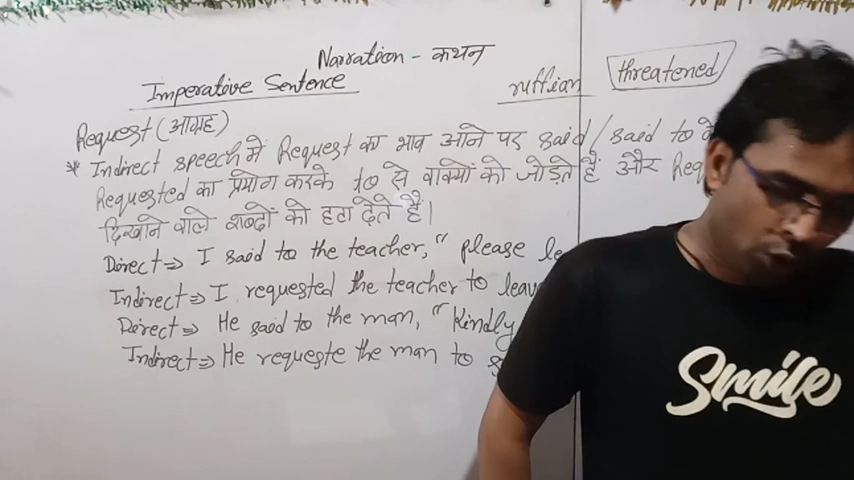 Narration - कथन
Imperative Sentence
ruffian
threatened
Request (आग्रह)
* Indirect speech में Request का भाव आने पर said/said to के
Requested का प्रयोग करके to से वाक्यों को जोड़ते हैं और Req
दिखाने वाले शब्दों को हटा देते हैं।
Direct ⇒ I said to the teacher, "please le
Indirect ⇒ I requested the teacher to leav
Direct ⇒ He said to the man, "Kindly
Indirect ⇒ He requeste the man to s
Smile